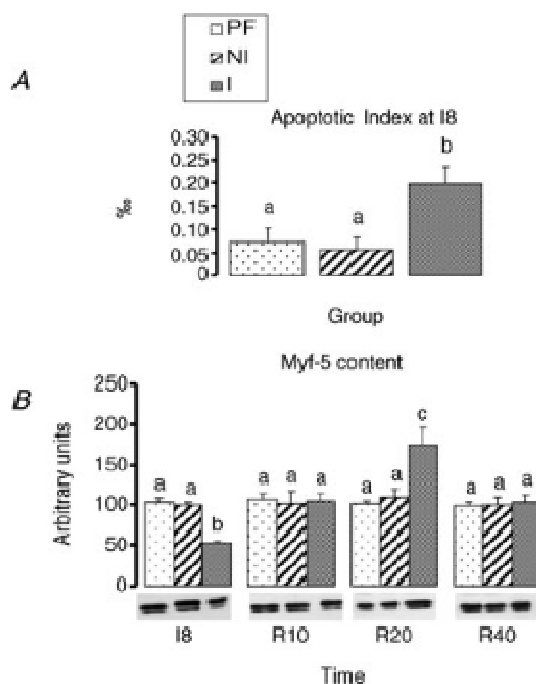 PF
NI
I
A
Apoptotic Index at I8
0.30
0.25
0.20
0.15
0.10
0.05
0
‰
a
a
b
Group
Myf-5 content
B
250
200
150
100
50
0
Arbitrary units
a a b
a a a
a a c
a a a
I8 R10 R20 R40
Time